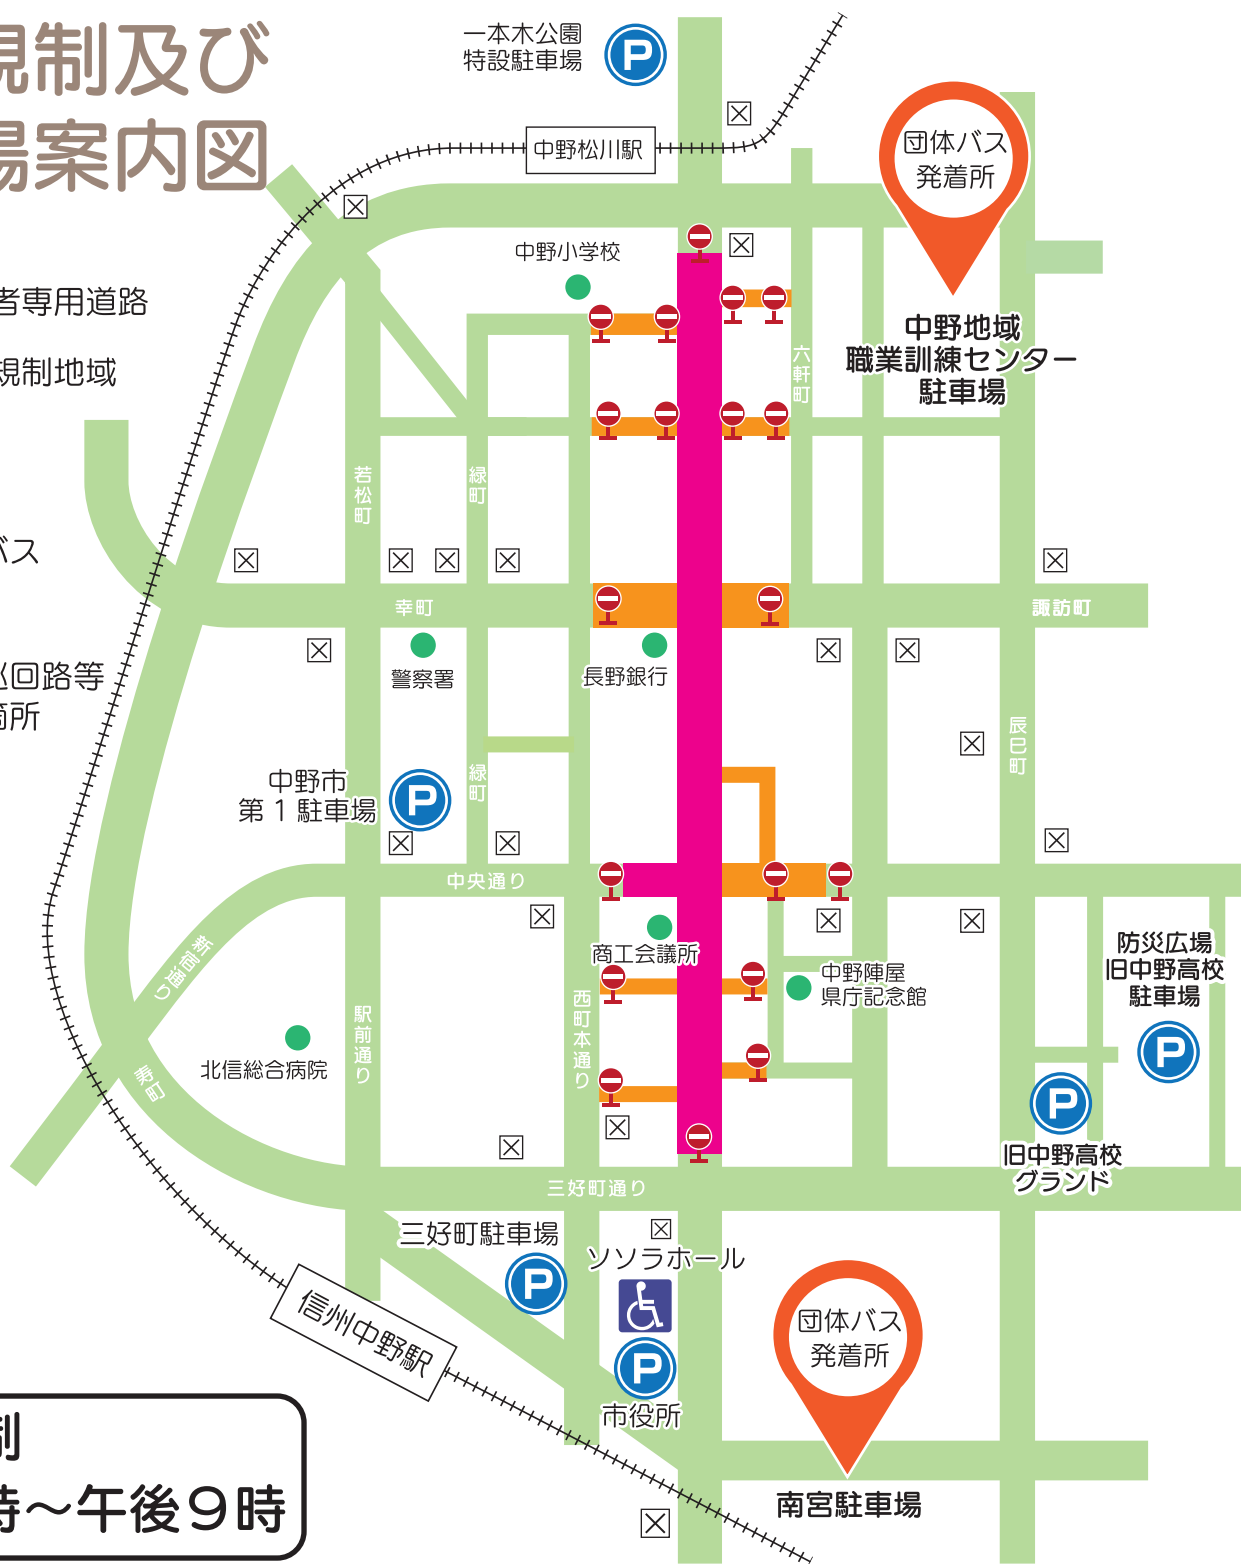 規制及び
場案内図
一本木公園
特設駐車場
中野松川駅
団体バス
発着所
中野小学校
者専用道路
中野地域
職業訓練センター
駐車場
規制地域
六軒町
若松町
緑町
バス
幸町
諏訪町
警察署
長野銀行
巡回路等
箇所
辰巳町
中野市
第1駐車場
緑町
中央通り
新宿通り
商工会議所
中野陣屋
県庁記念館
防災広場
旧中野高校
駐車場
西町本通り
駅前通り
北信総合病院
寿町
旧中野高校
グランド
三好町通り
三好町駐車場
ソソラホール
信州中野駅
団体バス
発着所
市役所
制
時～午後9時
南宮駐車場